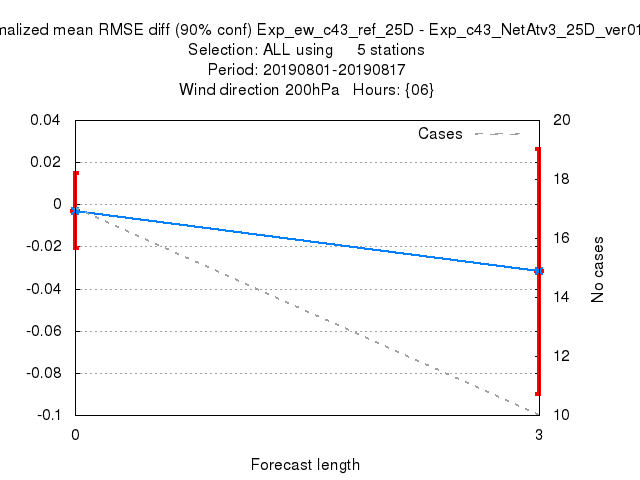 malized mean RMSE diff (90% conf) Exp_ew_c43_ref_25D - Exp_c43_NetAtv3_25D_ver01
Selection: ALL using 5 stations
Period: 20190801-20190817
Wind direction 200hPa Hours: {06}
Cases
0.04
0.02
0
-0.02
-0.04
-0.06
-0.08
-0.1
20
18
16
14
12
10
No cases
0
3
Forecast length